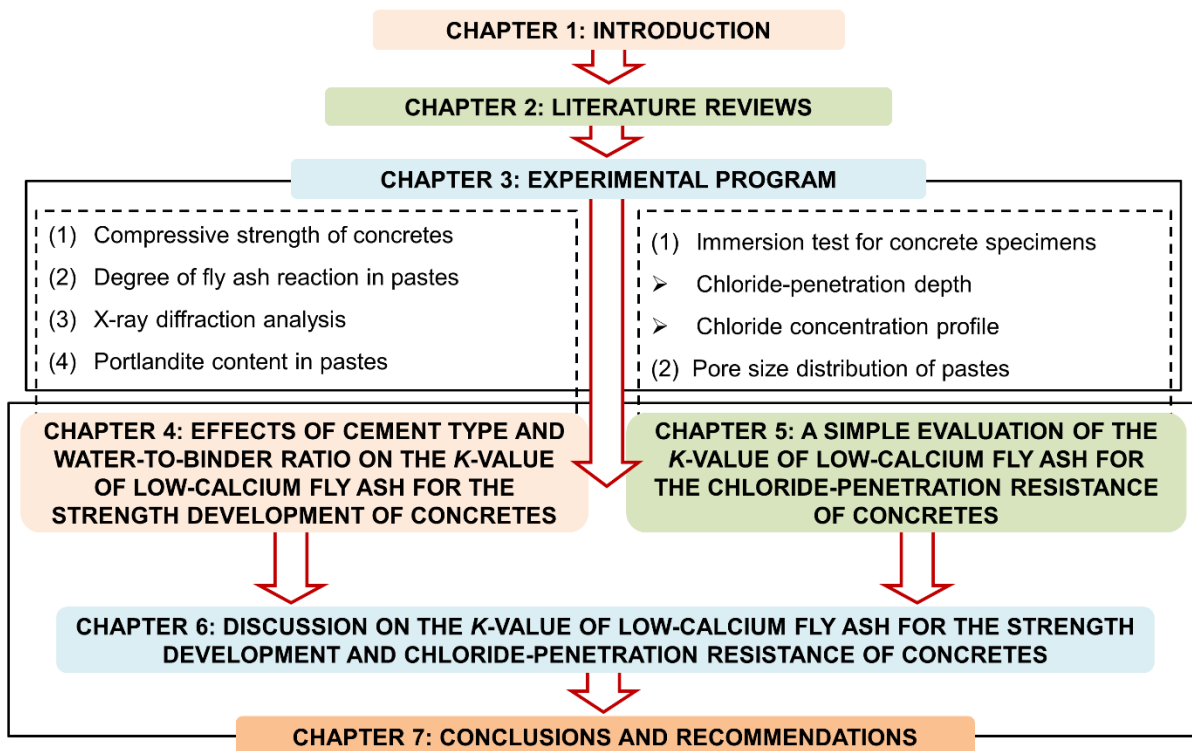 CHAPTER 1: INTRODUCTION
CHAPTER 2: LITERATURE REVIEWS
CHAPTER 3: EXPERIMENTAL PROGRAM
(1) Compressive strength of concretes
(2) Degree of fly ash reaction in pastes
(3) X-ray diffraction analysis
(4) Portlandite content in pastes
(1) Immersion test for concrete specimens
➢ Chloride-penetration depth
➢ Chloride concentration profile
(2) Pore size distribution of pastes
CHAPTER 4: EFFECTS OF CEMENT TYPE AND
WATER-TO-BINDER RATIO ON THE K-VALUE
OF LOW-CALCIUM FLY ASH FOR THE
STRENGTH DEVELOPMENT OF CONCRETES
CHAPTER 5: A SIMPLE EVALUATION OF THE
K-VALUE OF LOW-CALCIUM FLY ASH FOR
THE CHLORIDE-PENETRATION RESISTANCE
OF CONCRETES
CHAPTER 6: DISCUSSION ON THE K-VALUE OF LOW-CALCIUM FLY ASH FOR THE STRENGTH
DEVELOPMENT AND CHLORIDE-PENETRATION RESISTANCE OF CONCRETES
CHAPTER 7: CONCLUSIONS AND RECOMMENDATIONS